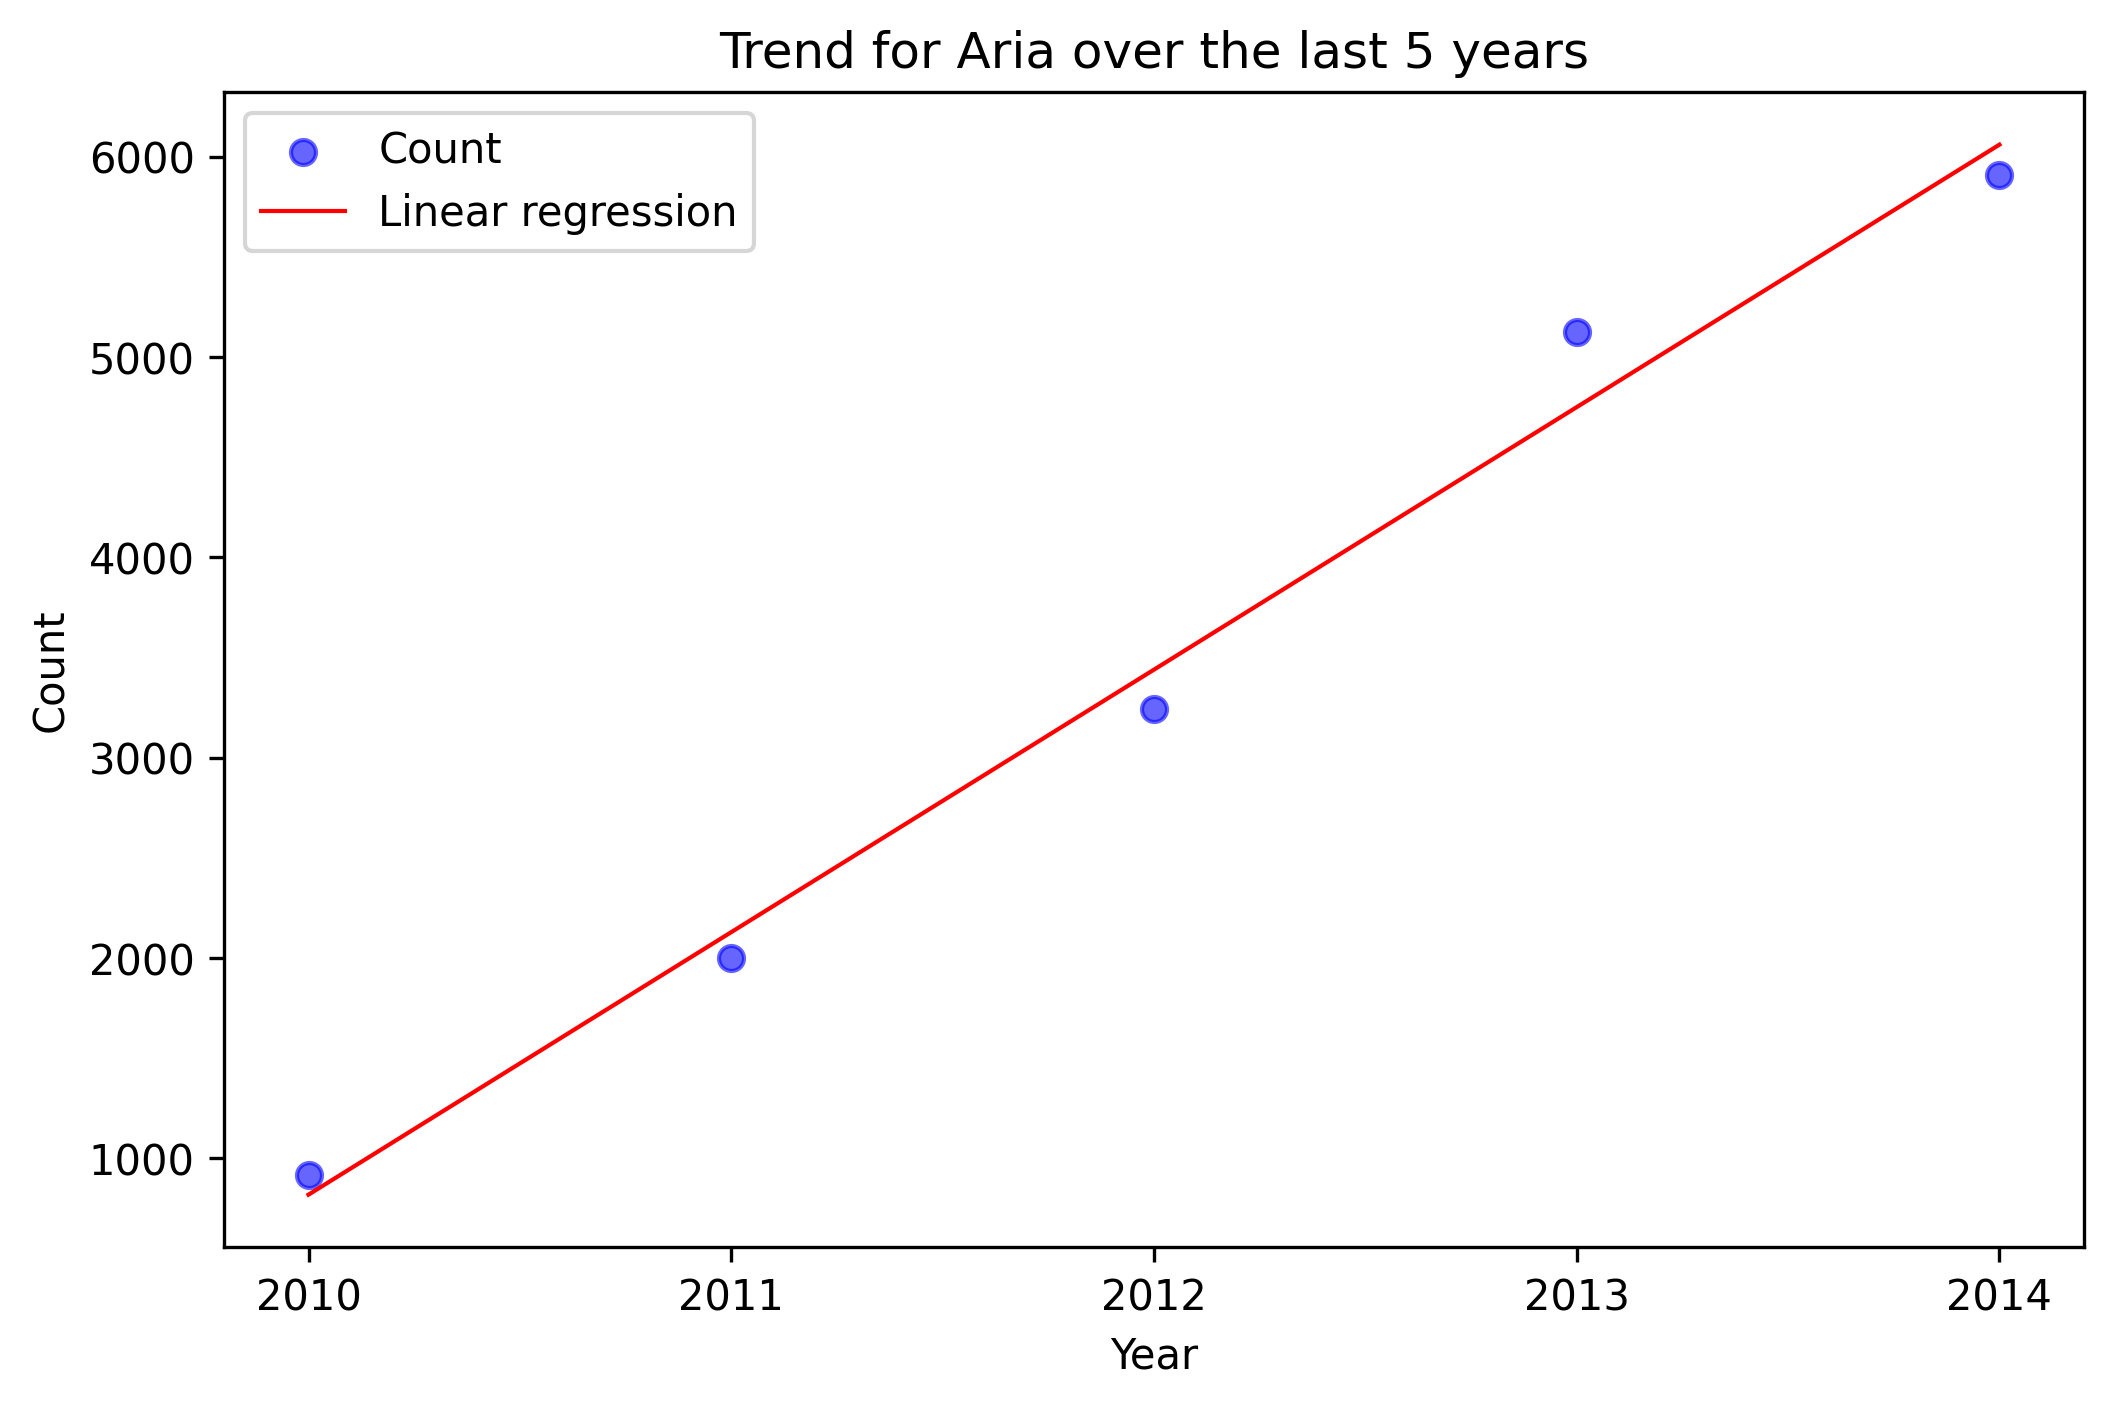 Trend for Aria over the last 5 years
Count
Linear regression
6000
5000
4000
3000
2000
1000
Count
2010 2011 2012 2013 2014
Year